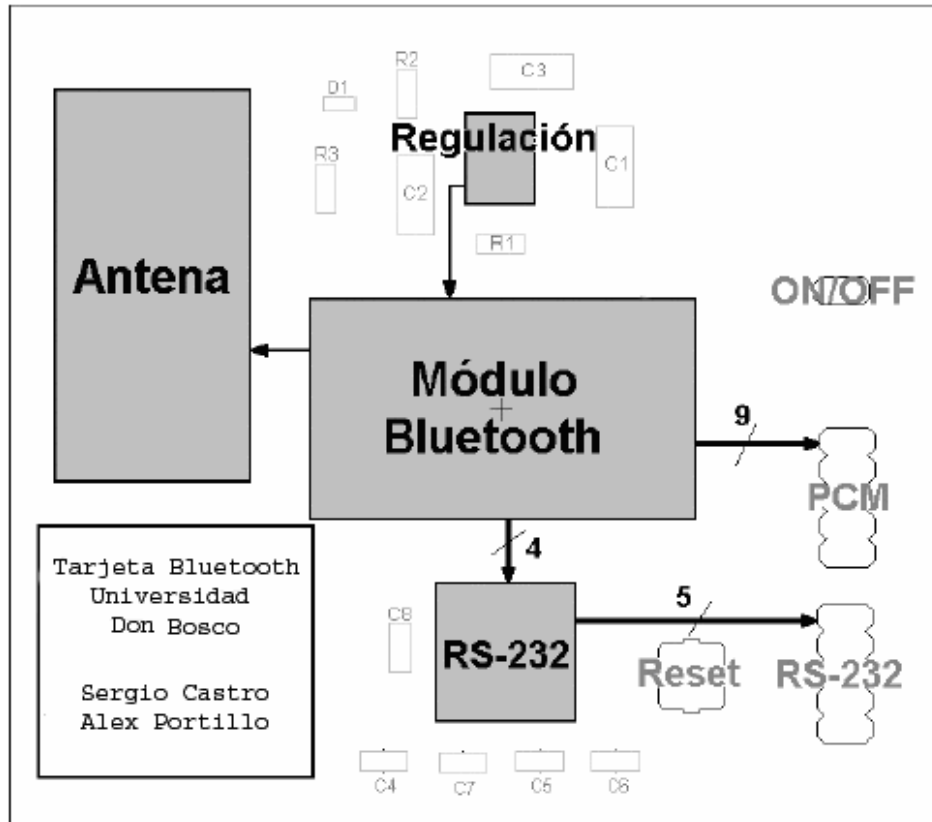 R2
C3
D1
Regulación
R3
C2
C1
R1
Antena
ON/OFF
Módulo
Bluetooth
9
PCM
4
Tarjeta Bluetooth
Universidad
Don Bosco
Sergio Castro
Alex Portillo
C8
RS-232
5
Reset
RS-232
C4
C7
C5
C6